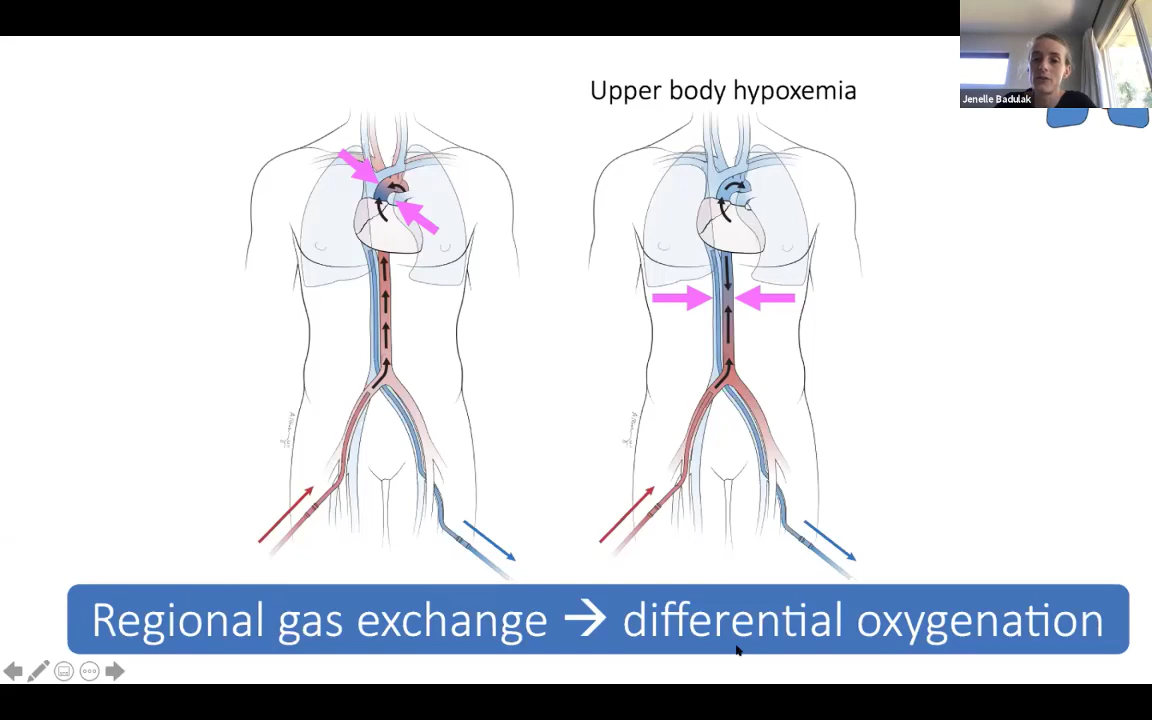 Jenelle Badulak
Upper body hypoxemia
Regional gas exchange → differential oxygenation